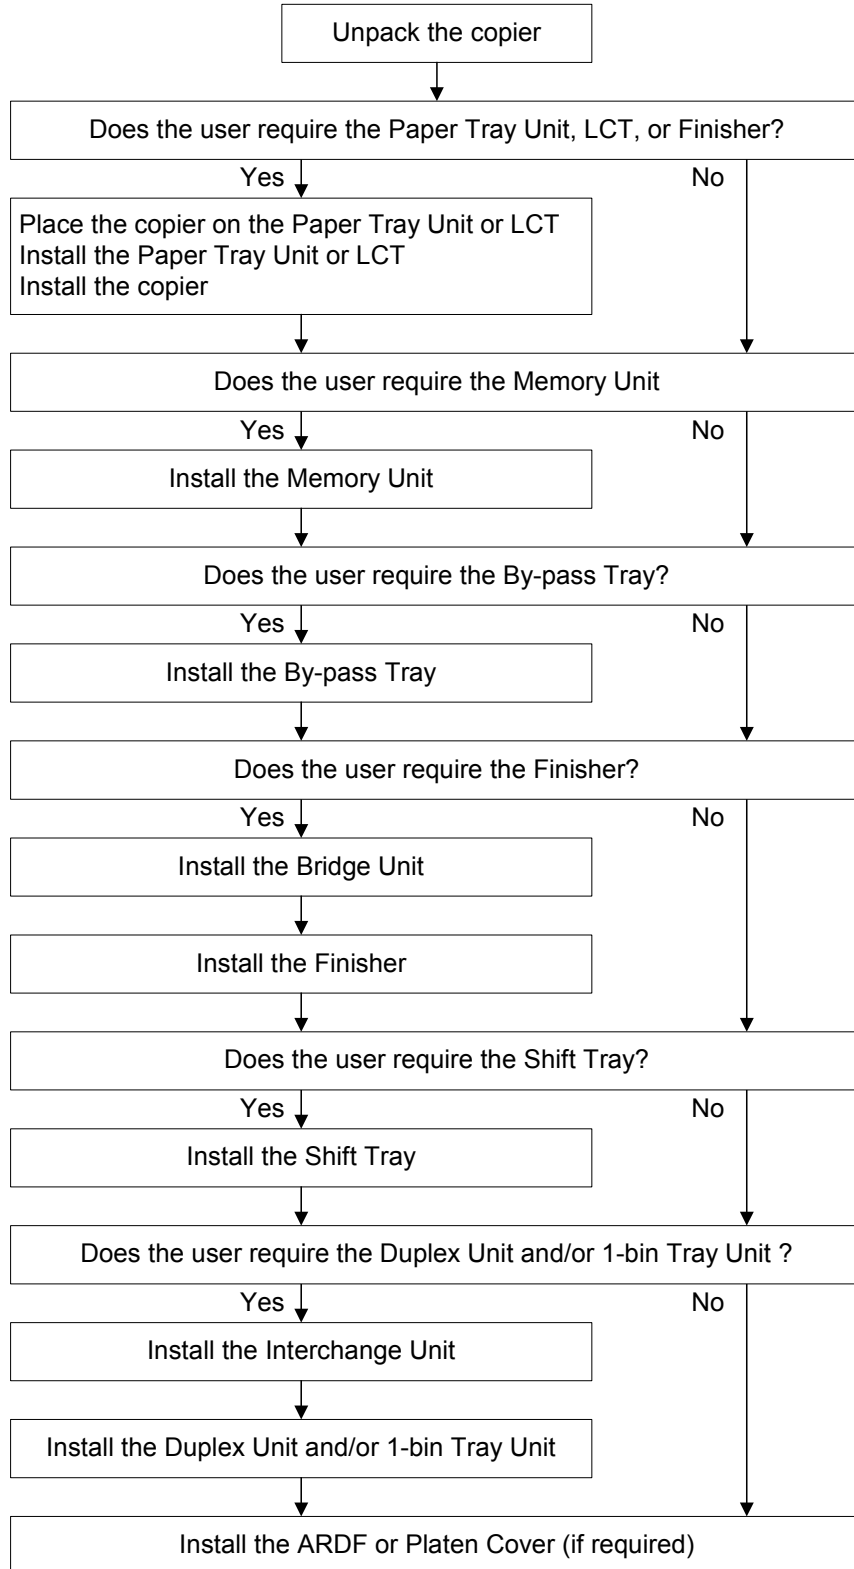 Unpack the copier
Does the user require the Paper Tray Unit, LCT, or Finisher?
Yes
No
Place the copier on the Paper Tray Unit or LCT
Install the Paper Tray Unit or LCT
Install the copier
Does the user require the Memory Unit
Yes
No
Install the Memory Unit
Does the user require the By-pass Tray?
Yes
No
Install the By-pass Tray
Does the user require the Finisher?
Yes
No
Install the Bridge Unit
Install the Finisher
Does the user require the Shift Tray?
Yes
No
Install the Shift Tray
Does the user require the Duplex Unit and/or 1-bin Tray Unit ?
Yes
No
Install the Interchange Unit
Install the Duplex Unit and/or 1-bin Tray Unit
Install the ARDF or Platen Cover (if required)